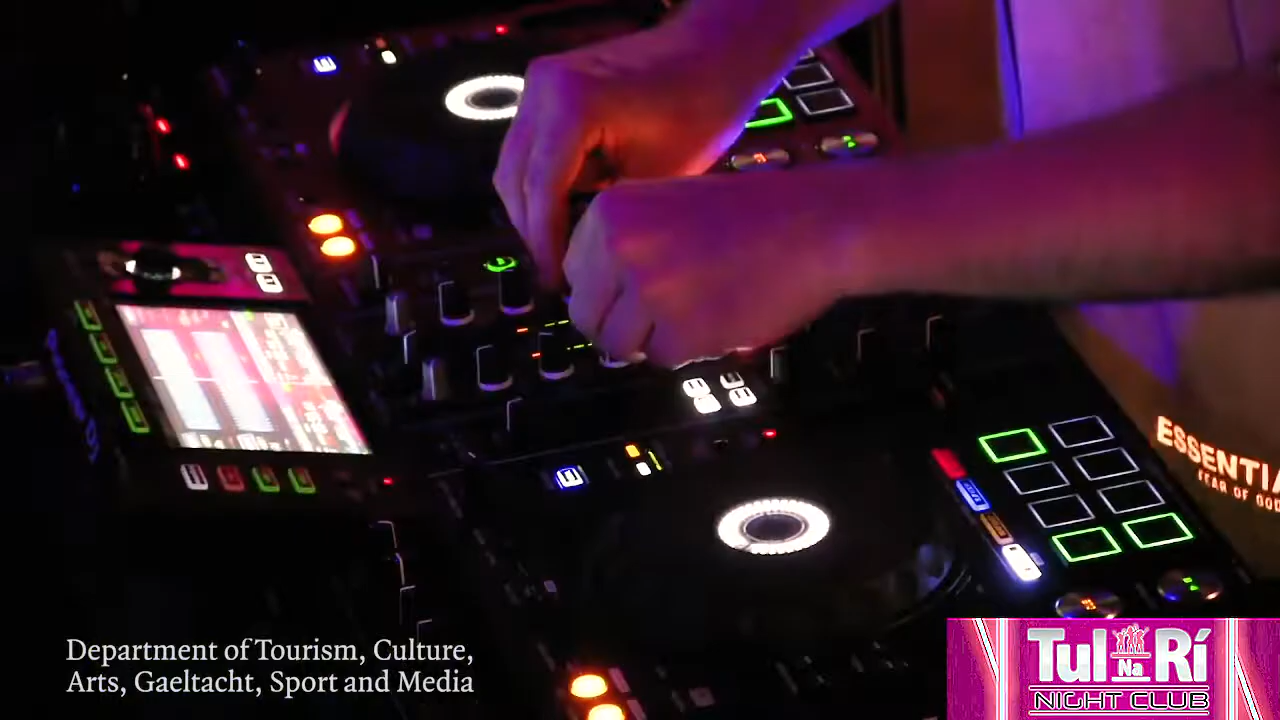 ESSENTIA
FEAR OF GOD
Department of Tourism, Culture,
Arts, Gaeltacht, Sport and Media
Tul Na Rí
NIGHT CLUB